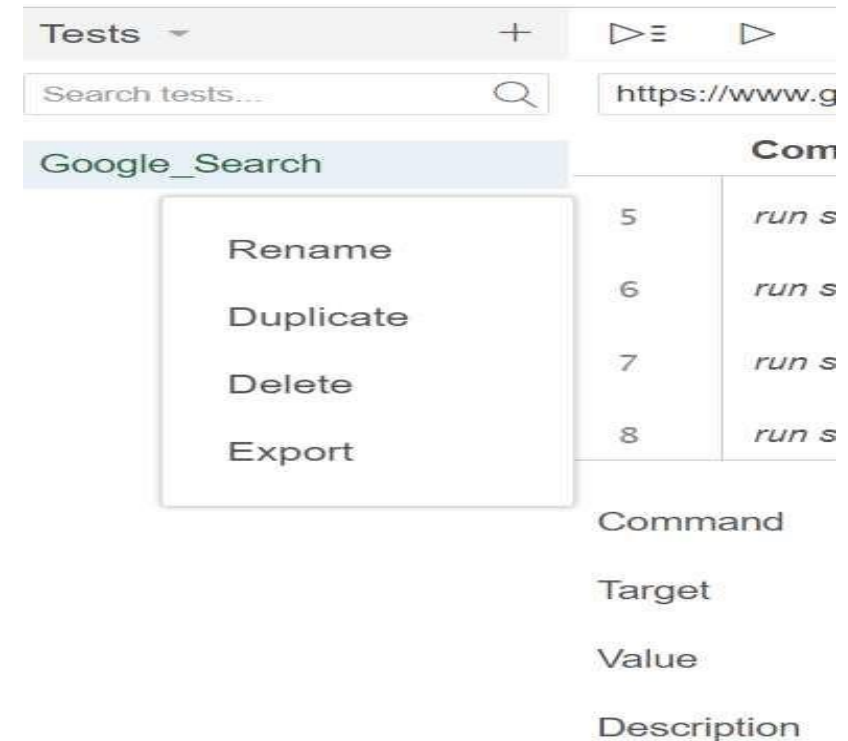 Tests
Search tests...
Google_Search
Rename
Duplicate
Delete
Export
https://www.g
Com
5 run s
6 run s
7 run s
8 run s
Command
Target
Value
Description